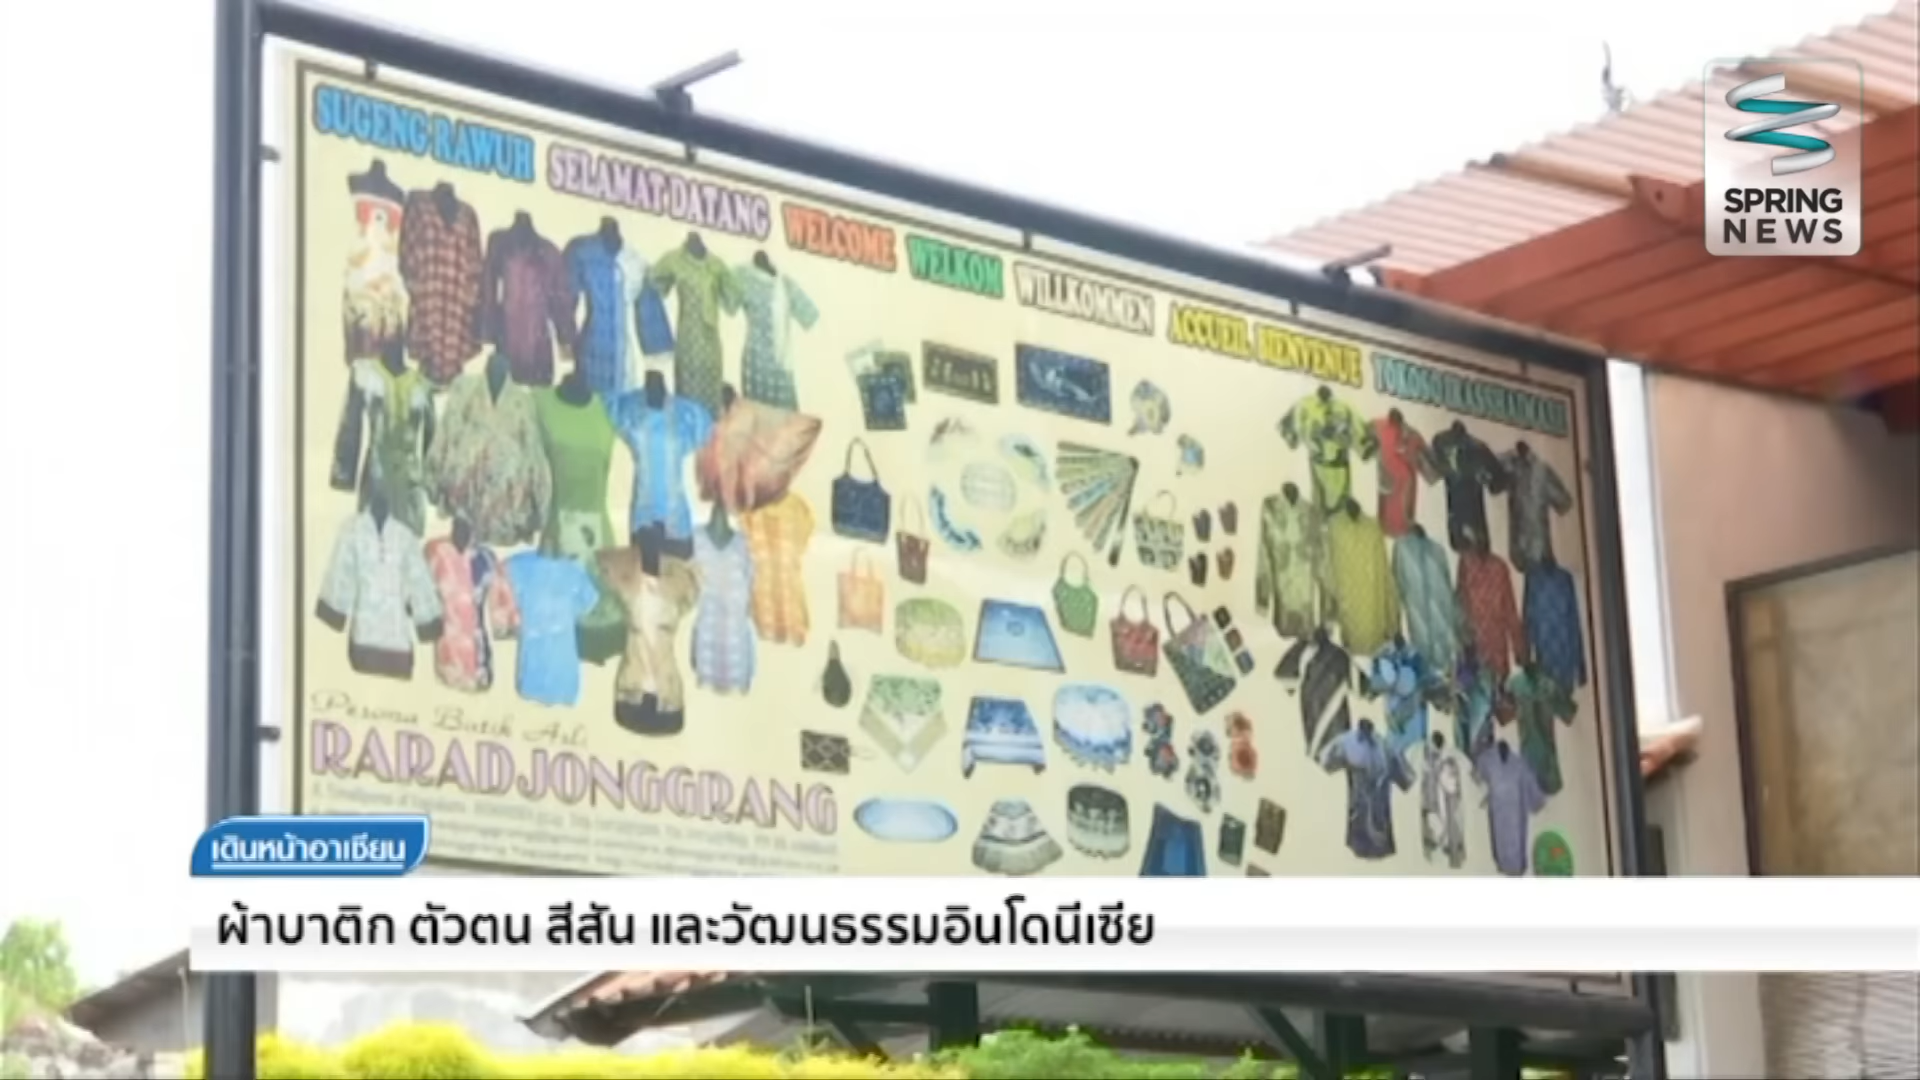 SPRING
NEWS
SUGENG RAWUH SELAMAT DATANG WELCOME WELKOM WILLKOMMEN ACCUEIL BIENVENUE YOKOSO IRASSHAIMASE
Pesona Batik Asli
RARADJONGGRANG
เดินหน้าอาเซียน
ผ้าบาติก ตัวตน สีสัน และวัฒนธรรมอินโดนีเซีย